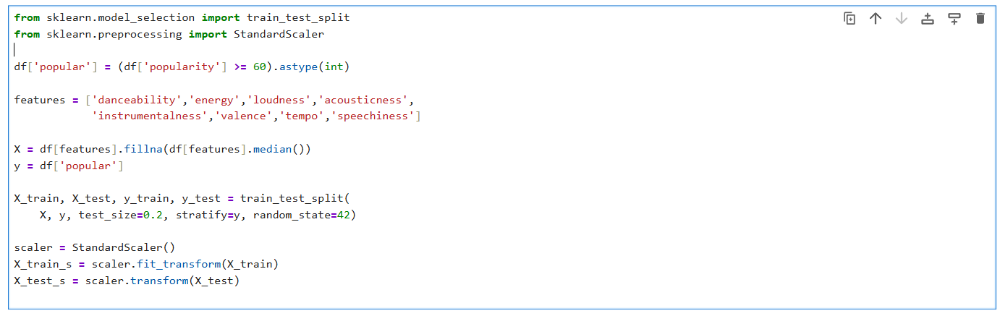 from sklearn.model_selection import train_test_split
from sklearn.preprocessing import StandardScaler
df['popular'] = (df['popularity'] >= 60).astype(int)
features = ['danceability','energy','loudness','acousticness',
            'instrumentalness','valence','tempo','speechiness']
X = df[features].fillna(df[features].median())
y = df['popular']
X_train, X_test, y_train, y_test = train_test_split(
    X, y, test_size=0.2, stratify=y, random_state=42)
scaler = StandardScaler()
X_train_s = scaler.fit_transform(X_train)
X_test_s = scaler.transform(X_test)